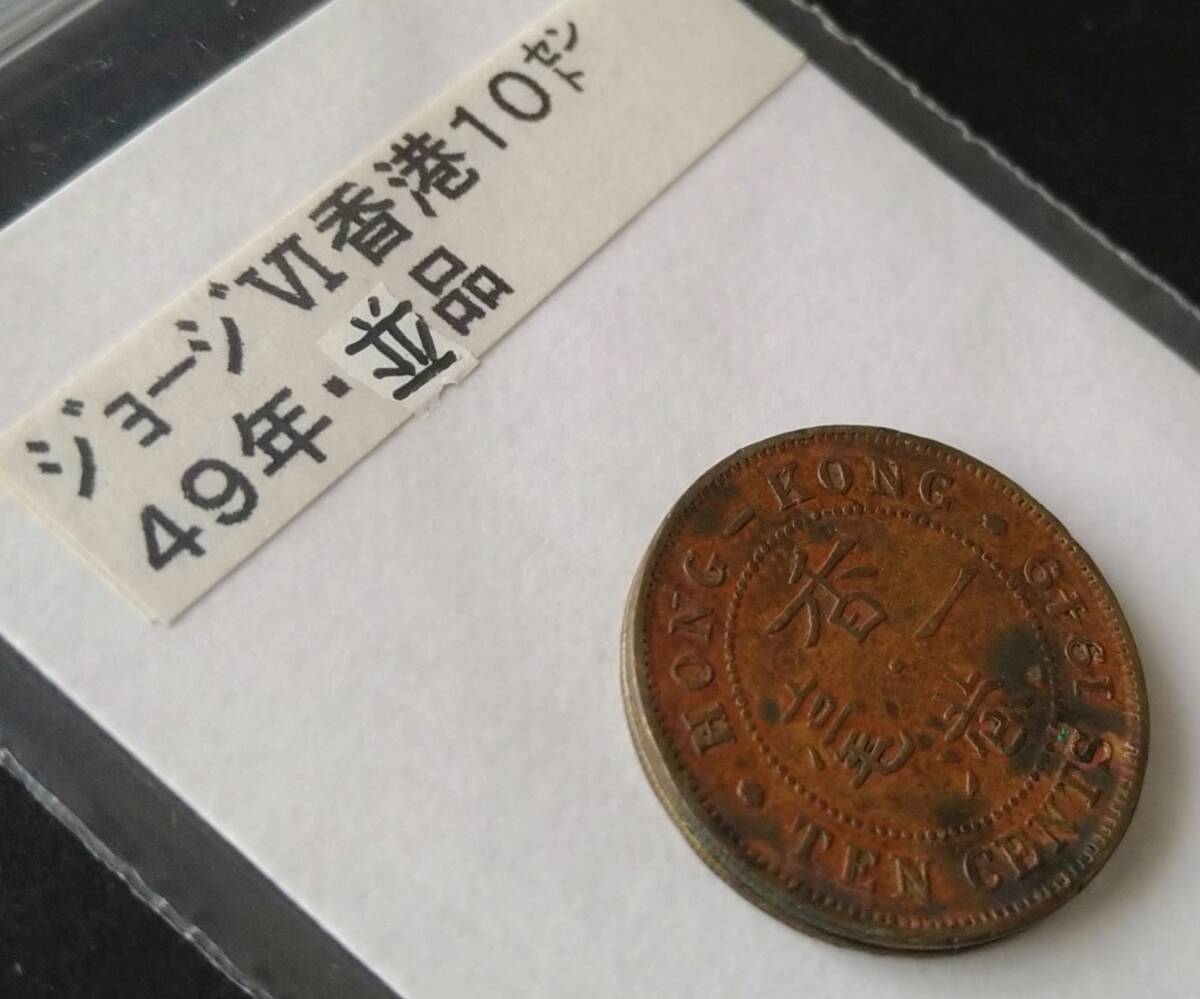 ジョージⅥ香港10セント
49年・並品
HONG-KONG
1949
TEN CENTS
香港
一毫